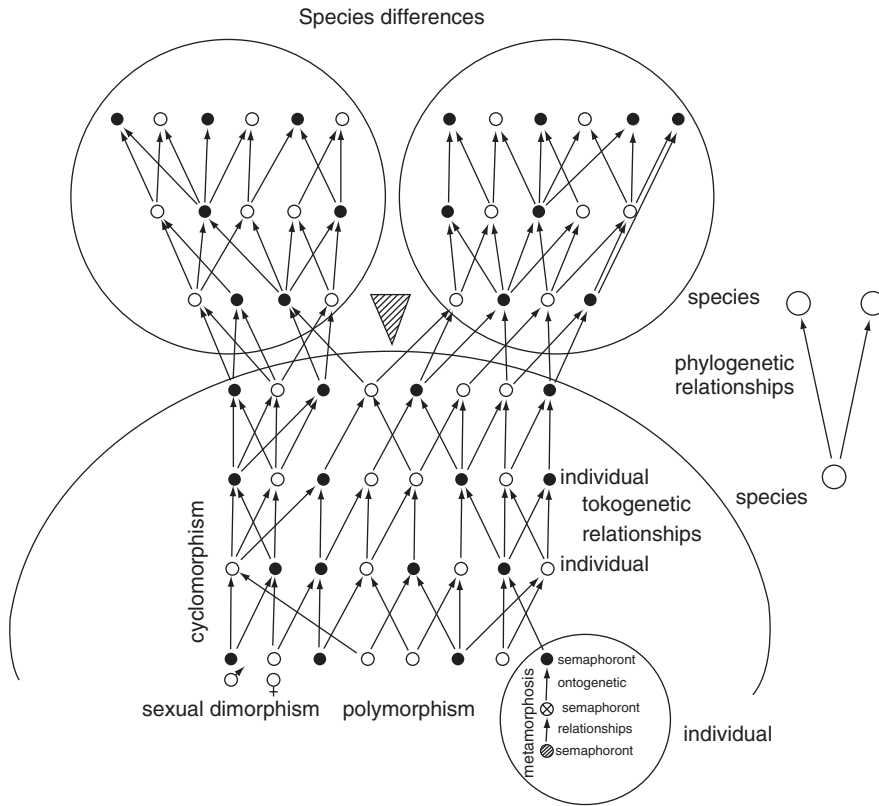 Species differences
species
phylogenetic
relationships
species
individual
tokogenetic
relationships
individual
cyclomorphism
sexual dimorphism
polymorphism
metamorphosis
semaphoront
ontogenetic
semaphoront
relationships
semaphoront
individual